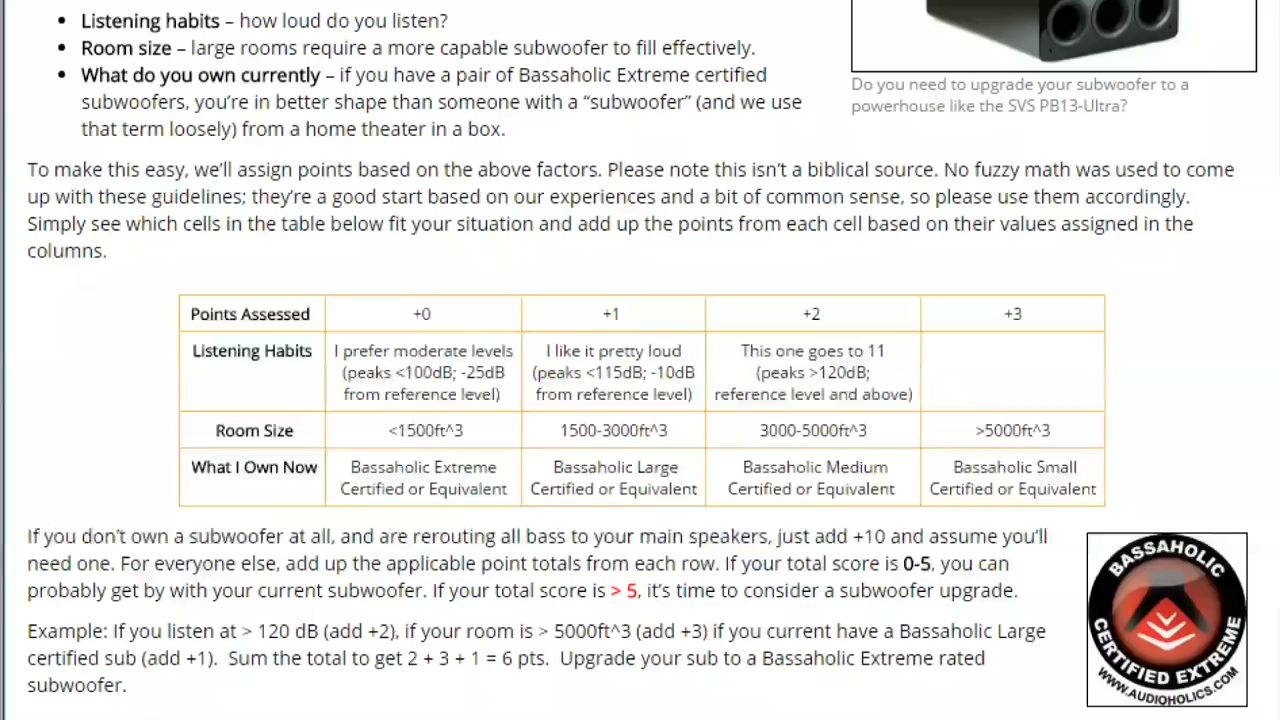 • Listening habits – how loud do you listen?
• Room size – large rooms require a more capable subwoofer to fill effectively.
• What do you own currently – if you have a pair of Bassaholic Extreme certified
subwoofers, you’re in better shape than someone with a “subwoofer” (and we use
that term loosely) from a home theater in a box.
Do you need to upgrade your subwoofer to a
powerhouse like the SVS PB13-Ultra?
To make this easy, we’ll assign points based on the above factors. Please note this isn’t a biblical source. No fuzzy math was used to come
up with these guidelines; they’re a good start based on our experiences and a bit of common sense, so please use them accordingly.
Simply see which cells in the table below fit your situation and add up the points from each cell based on their values assigned in the
columns.
Points Assessed +0 +1 +2 +3
Listening Habits I prefer moderate levels I like it pretty loud This one goes to 11
(peaks <100dB; -25dB (peaks <115dB; -10dB (peaks >120dB;
from reference level) from reference level) reference level and above)
Room Size <1500ft^3 1500-3000ft^3 3000-5000ft^3 >5000ft^3
What I Own Now Bassaholic Extreme Bassaholic Large Bassaholic Medium Bassaholic Small
Certified or Equivalent Certified or Equivalent Certified or Equivalent Certified or Equivalent
If you don’t own a subwoofer at all, and are rerouting all bass to your main speakers, just add +10 and assume you’ll
need one. For everyone else, add up the applicable point totals from each row. If your total score is 0-5, you can
probably get by with your current subwoofer. If your total score is > 5, it’s time to consider a subwoofer upgrade.
Example: If you listen at > 120 dB (add +2), if your room is > 5000ft^3 (add +3) if you current have a Bassaholic Large
certified sub (add +1).  Sum the total to get 2 + 3 + 1 = 6 pts.  Upgrade your sub to a Bassaholic Extreme rated
subwoofer.
BASSAHOLIC
CERTIFIED EXTREME
WWW.AUDIOHOLICS.COM